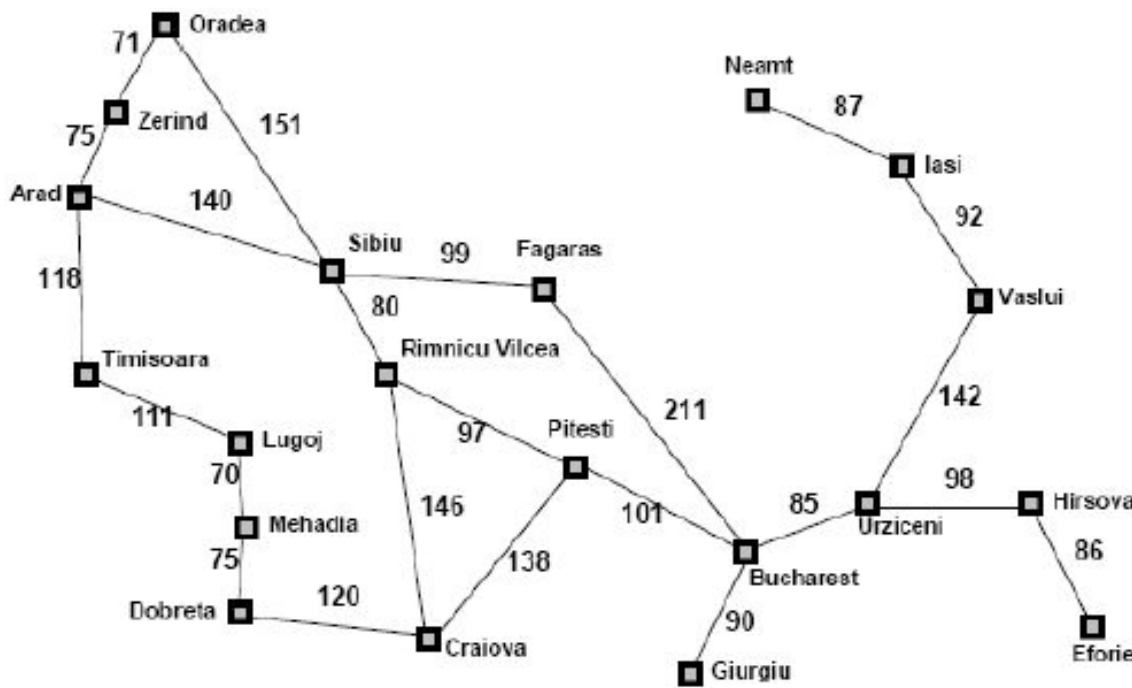 Oradea
71
Neamt
87
Zerind
151
75
Iasi
Arad
140
92
Sibiu
99
Fagaras
118
80
Vaslui
Rimnicu Vilcea
Timisoara
211
142
111
97
Pitesti
Lugoj
70
98
Hirsova
146
101
85
Urziceni
Mehadia
75
138
86
Bucharest
120
Dobreta
90
Craiova
Eforie
Giurgiu